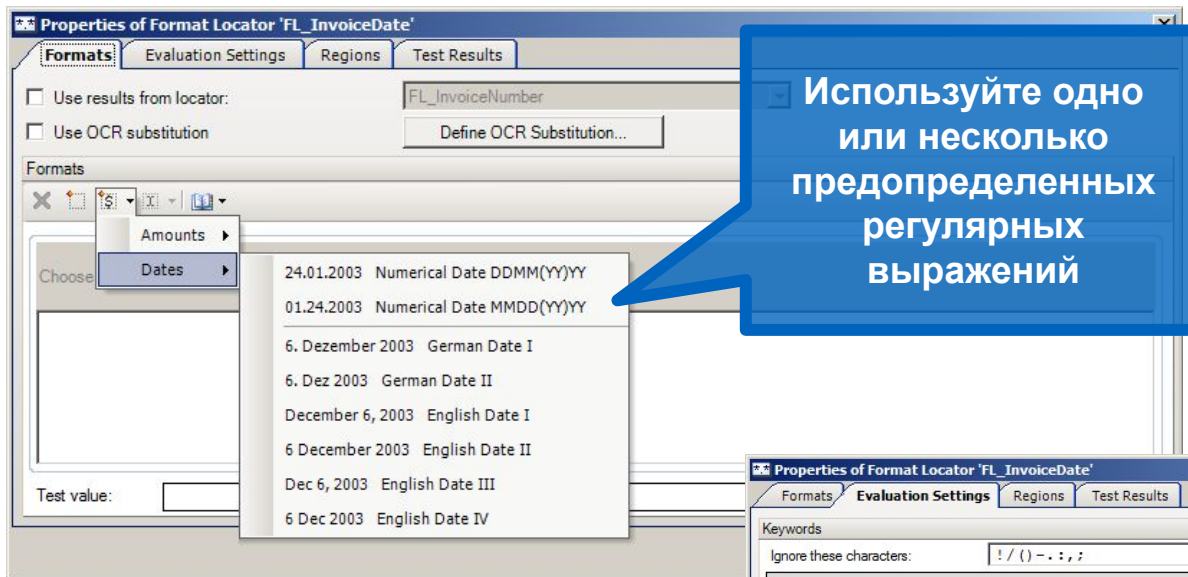 Properties of Format Locator 'FL_InvoiceDate'
Formats Evaluation Settings Regions Test Results
Use results from locator: FL_InvoiceNumber
Use OCR substitution Define OCR Substitution...
Formats
Amounts
Choose
Dates
24.01.2003 Numerical Date DDMM(YY)YY
01.24.2003 Numerical Date MMDD(YY)YY
6. Dezember 2003 German Date I
6. Dez 2003 German Date II
December 6, 2003 English Date I
6 December 2003 English Date II
Dec 6, 2003 English Date III
6 Dec 2003 English Date IV
Test value:
Используйте одно
или несколько
предопределенных
регулярных
выражений
Properties of Format Locator 'FL_InvoiceDate'
Formats Evaluation Settings Regions Test Results
Keywords
Ignore these characters: !/()-.:,;